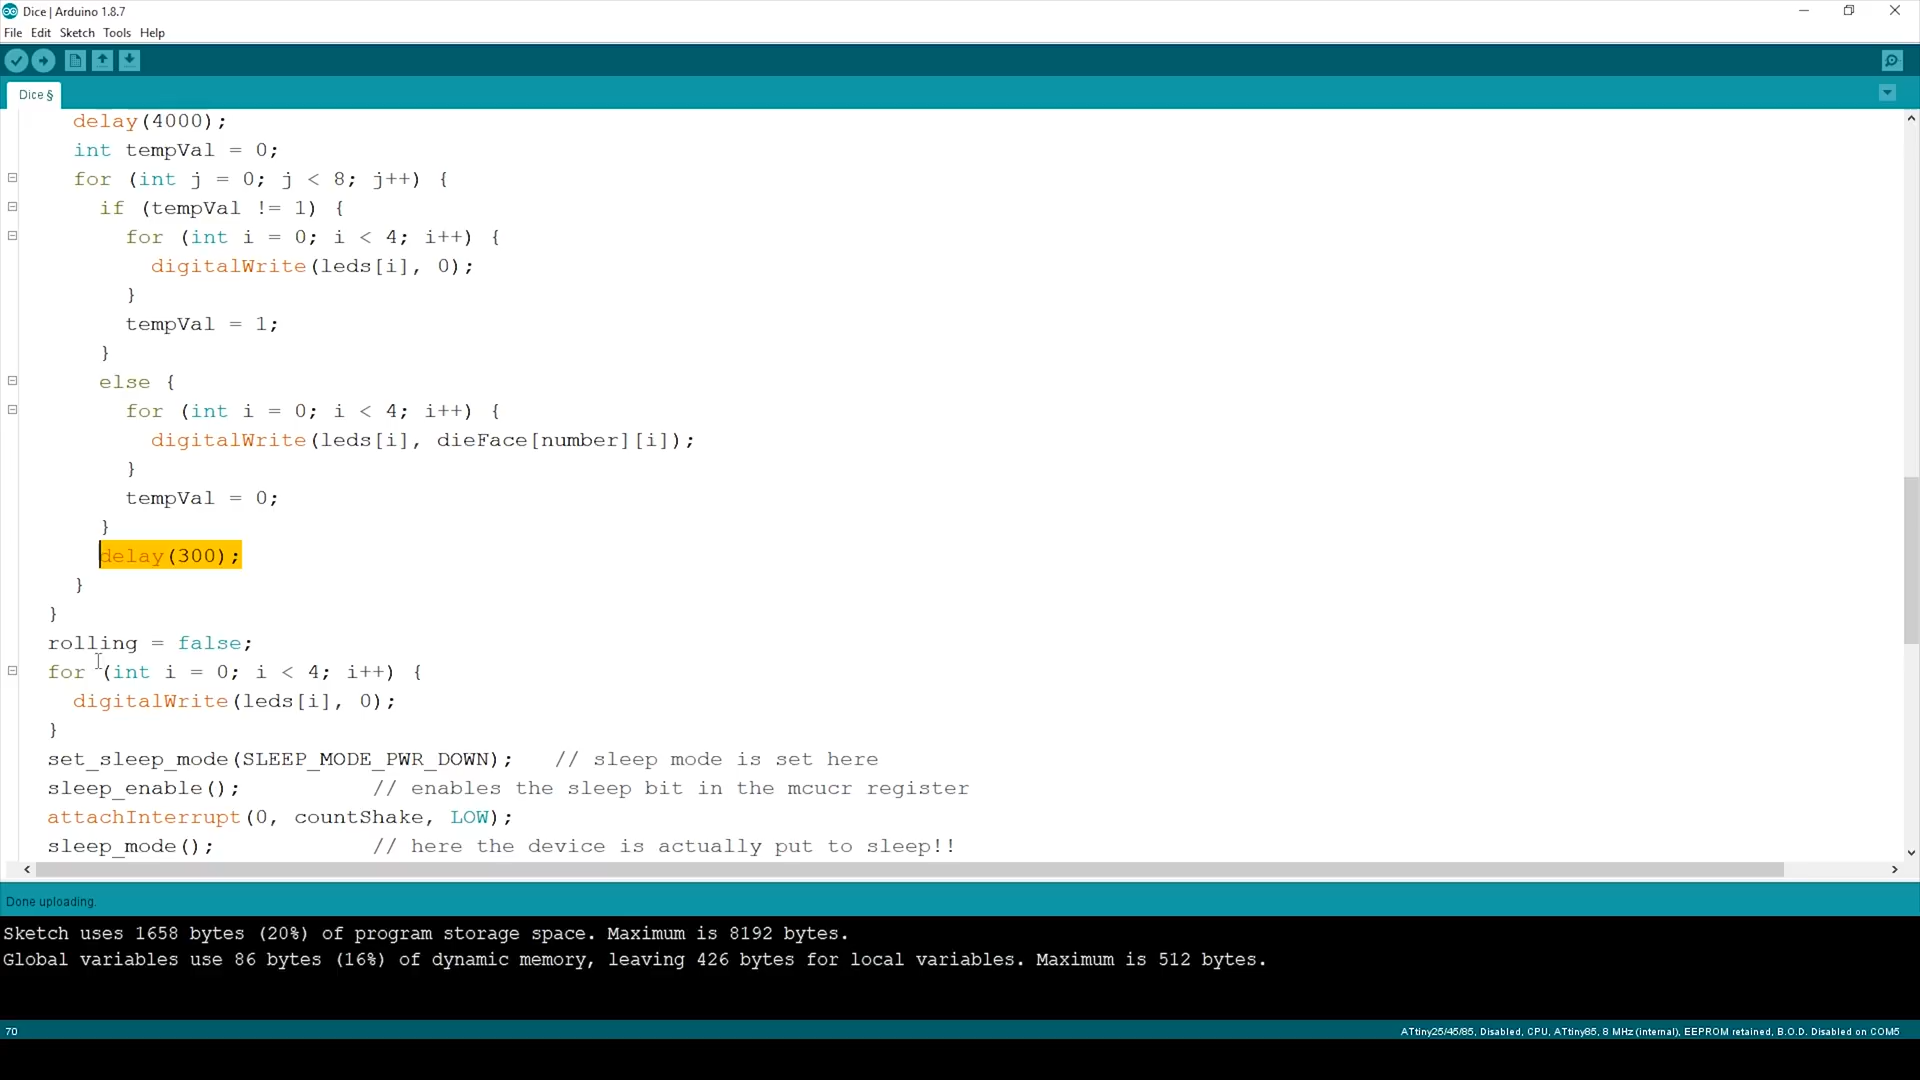 Dice | Arduino 1.8.7
File Edit Sketch Tools Help
Dice §
delay(4000);
int tempVal = 0;
for (int j = 0; j < 8; j++) {
if (tempVal != 1) {
for (int i = 0; i < 4; i++) {
digitalWrite(leds[i], 0);
}
tempVal = 1;
}
else {
for (int i = 0; i < 4; i++) {
digitalWrite(leds[i], dieFace[number][i]);
}
tempVal = 0;
}
delay(300);
}
}
rolling = false;
for (int i = 0; i < 4; i++) {
digitalWrite(leds[i], 0);
}
set_sleep_mode(SLEEP_MODE_PWR_DOWN);   // sleep mode is set here
sleep_enable();          // enables the sleep bit in the mcucr register
attachInterrupt(0, countShake, LOW);
sleep_mode();            // here the device is actually put to sleep!!
Done uploading.
Sketch uses 1658 bytes (20%) of program storage space. Maximum is 8192 bytes.
Global variables use 86 bytes (16%) of dynamic memory, leaving 426 bytes for local variables. Maximum is 512 bytes.
70
ATtiny25/45/85, Disabled, CPU, ATtiny85, 8 MHz (internal), EEPROM retained, B.O.D. Disabled on COM5